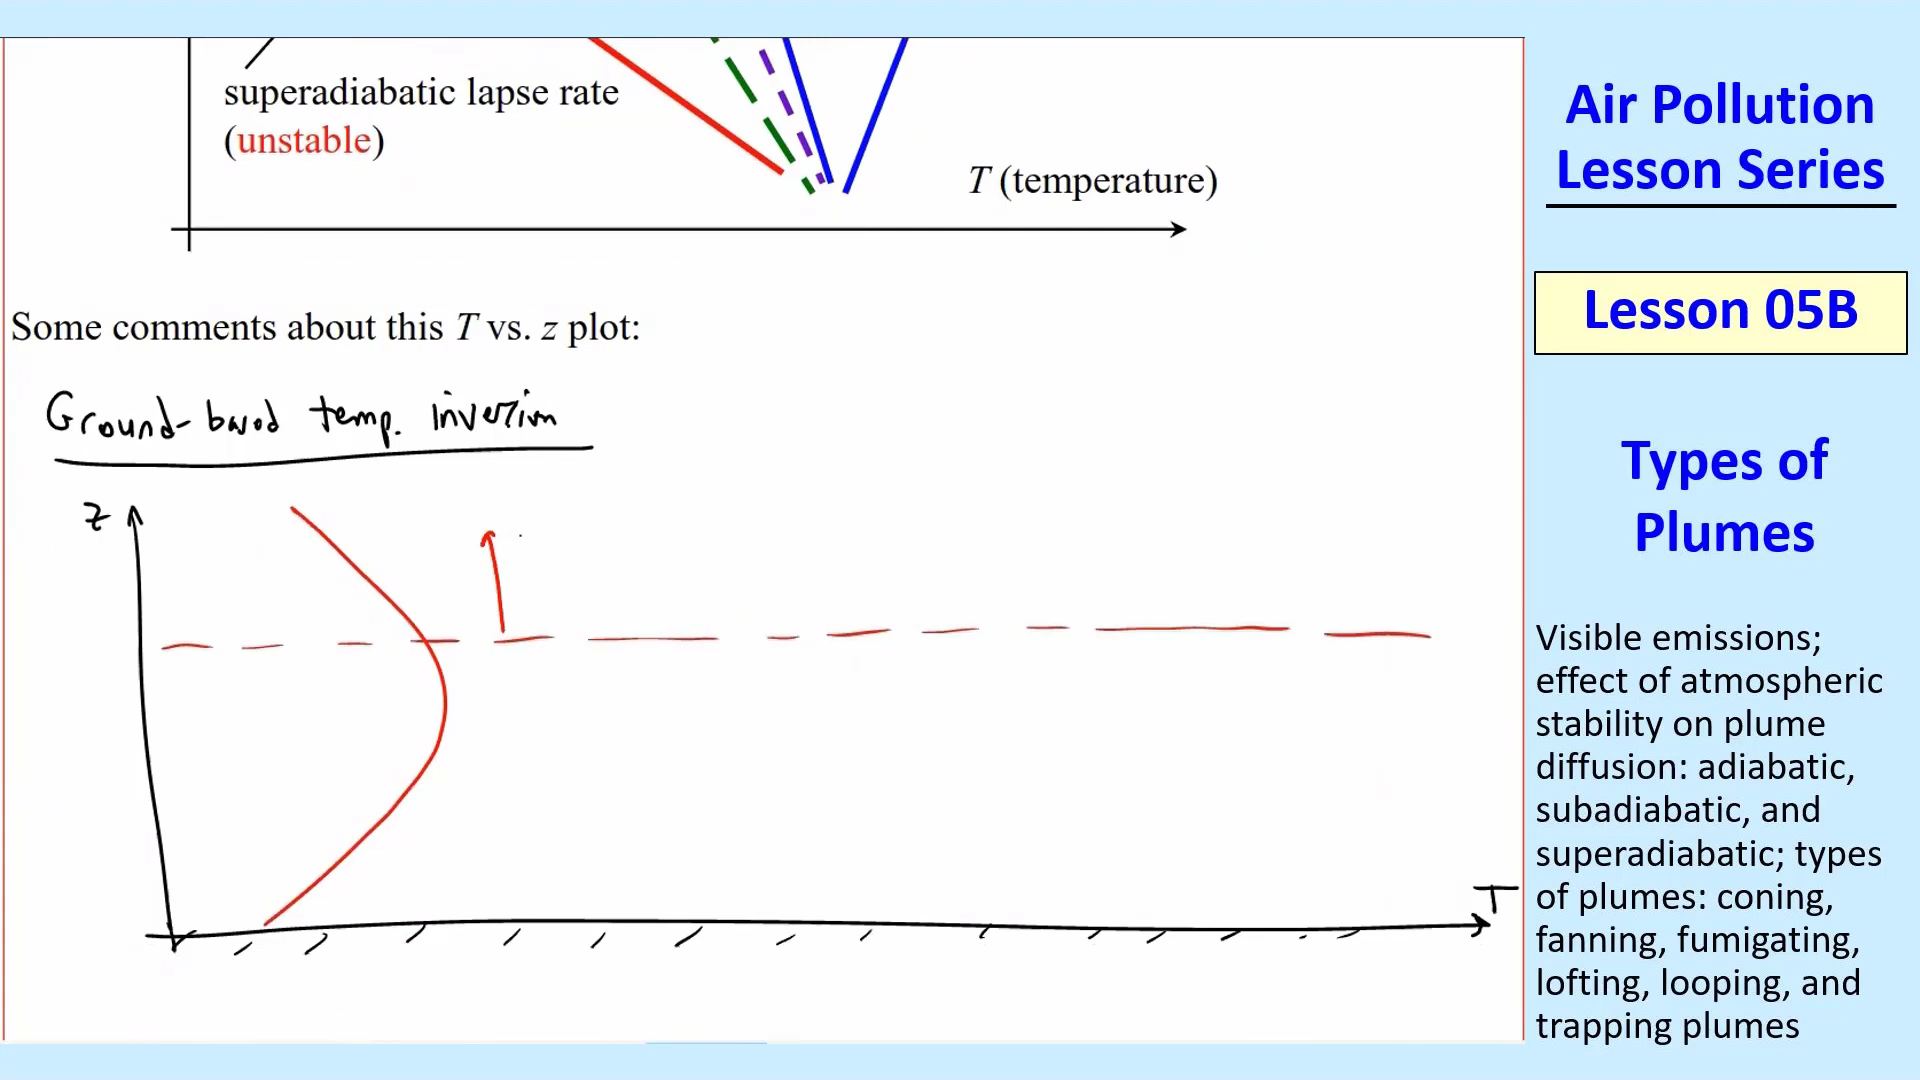 superadiabatic lapse rate
(unstable)
T (temperature)
Some comments about this T vs. z plot:
Ground-based temp. inversion
z
T
Air Pollution
Lesson Series
Lesson 05B
Types of
Plumes
Visible emissions;
effect of atmospheric
stability on plume
diffusion: adiabatic,
subadiabatic, and
superadiabatic; types
of plumes: coning,
fanning, fumigating,
lofting, looping, and
trapping plumes